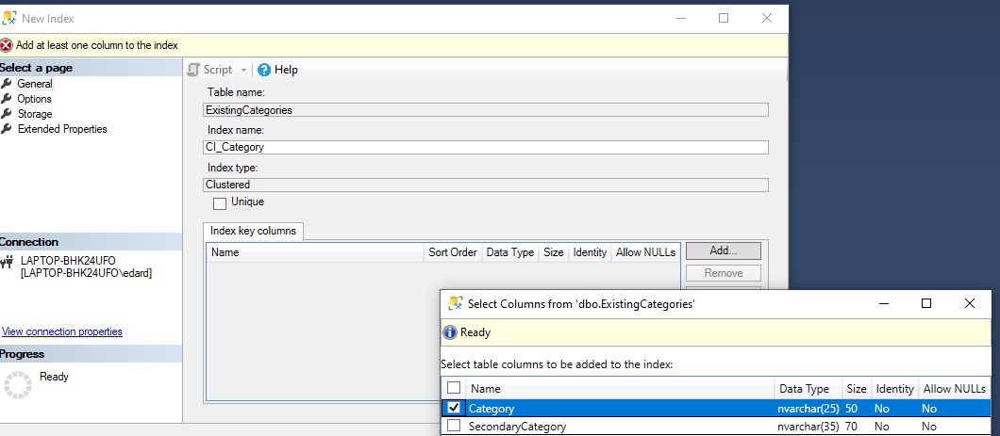 New Index
Add at least one column to the index
Select a page
General
Options
Storage
Extended Properties
Script
Help
Table name:
ExistingCategories
Index name:
CI_Category
Index type:
Clustered
Unique
Index key columns
Name Sort Order Data Type Size Identity Allow NULLs
Add...
Remove
Connection
LAPTOP-BHK24UFO
[LAPTOP-BHK24UFO\edard]
View connection properties
Progress
Ready
Select Columns from 'dbo.ExistingCategories'
Ready
Select table columns to be added to the index:
Name Data Type Size Identity Allow NULLs
Category nvarchar(25) 50 No No
SecondaryCategory nvarchar(35) 70 No No